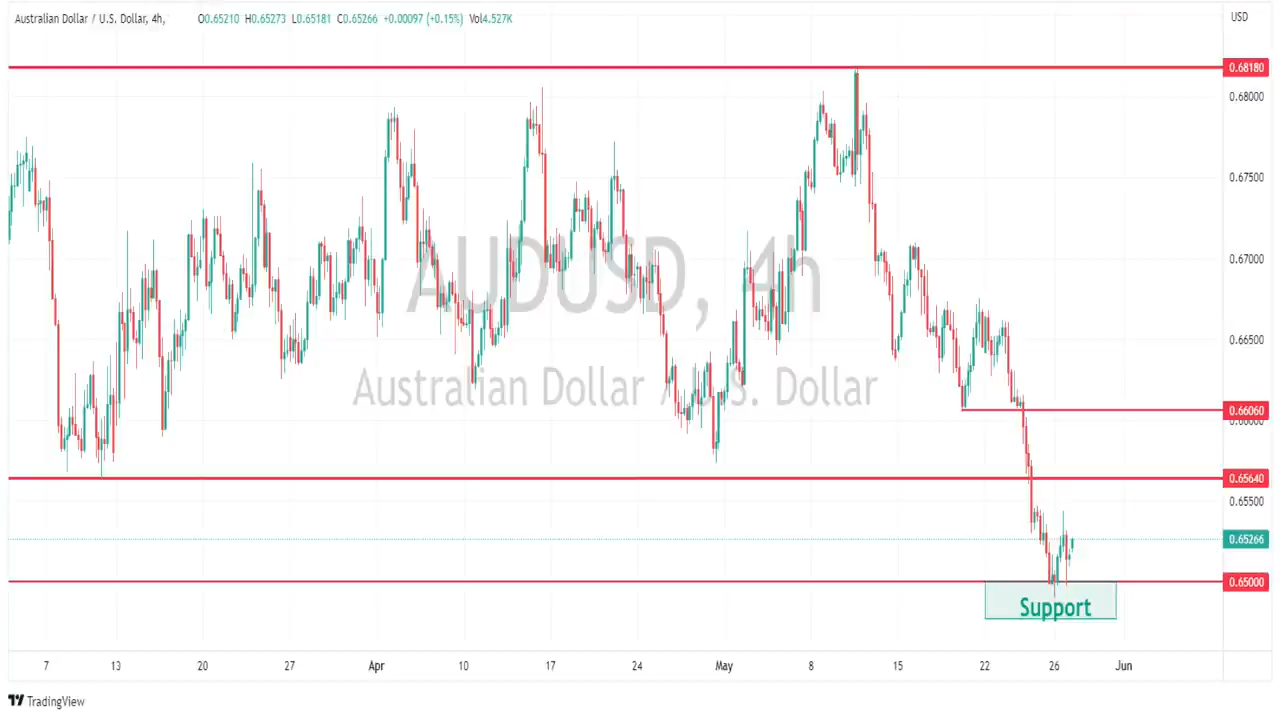 Australian Dollar / U.S. Dollar, 4h, O0.65210 H0.65273 L0.65181 C0.65266 +0.00097 (+0.15%) Vol4.527K
USD
0.68180
0.68000
0.67500
AUDUSD, 4h
0.67000
0.66500
Australian Dollar / U.S. Dollar
0.66060
0.66000
0.65640
0.65500
0.65266
0.65000
Support
7 13 20 27 Apr 10 17 24 May 8 15 22 26 Jun
TradingView